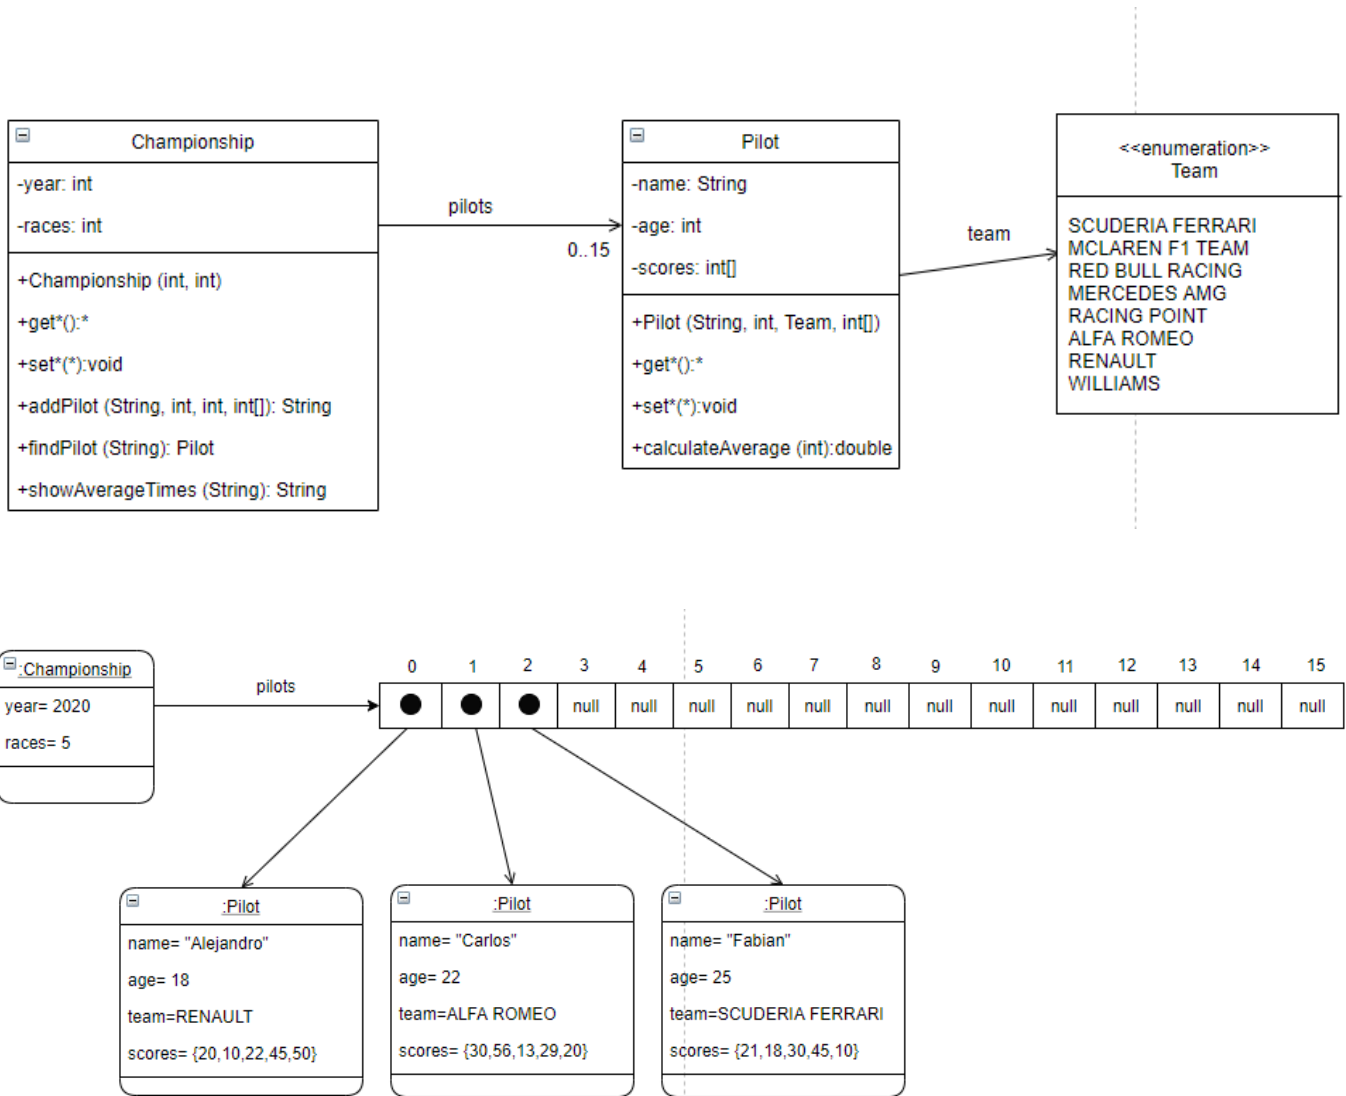 Championship
-year: int
-races: int
+Championship (int, int)
+get*():*
+set*(*):void
+addPilot (String, int, int, int[]): String
+findPilot (String): Pilot
+showAverageTimes (String): String
pilots
0..15
Pilot
-name: String
-age: int
-scores: int[]
+Pilot (String, int, Team, int[])
+get*():*
+set*(*):void
+calculateAverage (int):double
team
<<enumeration>>
Team
SCUDERIA FERRARI
MCLAREN F1 TEAM
RED BULL RACING
MERCEDES AMG
RACING POINT
ALFA ROMEO
RENAULT
WILLIAMS
:Championship
year= 2020
races= 5
pilots
0 1 2 3 4 5 6 7 8 9 10 11 12 13 14 15
null null null null null null null null null null null null null
:Pilot
name= "Alejandro"
age= 18
team=RENAULT
scores= {20,10,22,45,50}
:Pilot
name= "Carlos"
age= 22
team=ALFA ROMEO
scores= {30,56,13,29,20}
:Pilot
name= "Fabian"
age= 25
team=SCUDERIA FERRARI
scores= {21,18,30,45,10}